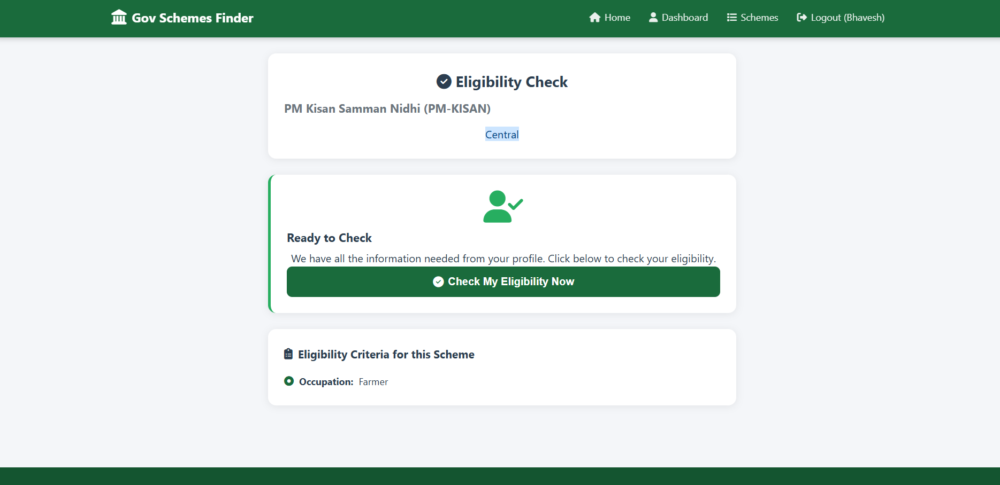 Gov Schemes Finder
Home
Dashboard
Schemes
Logout (Bhavesh)
Eligibility Check
PM Kisan Samman Nidhi (PM-KISAN)
Central
Ready to Check
We have all the information needed from your profile. Click below to check your eligibility.
Check My Eligibility Now
Eligibility Criteria for this Scheme
Occupation: Farmer